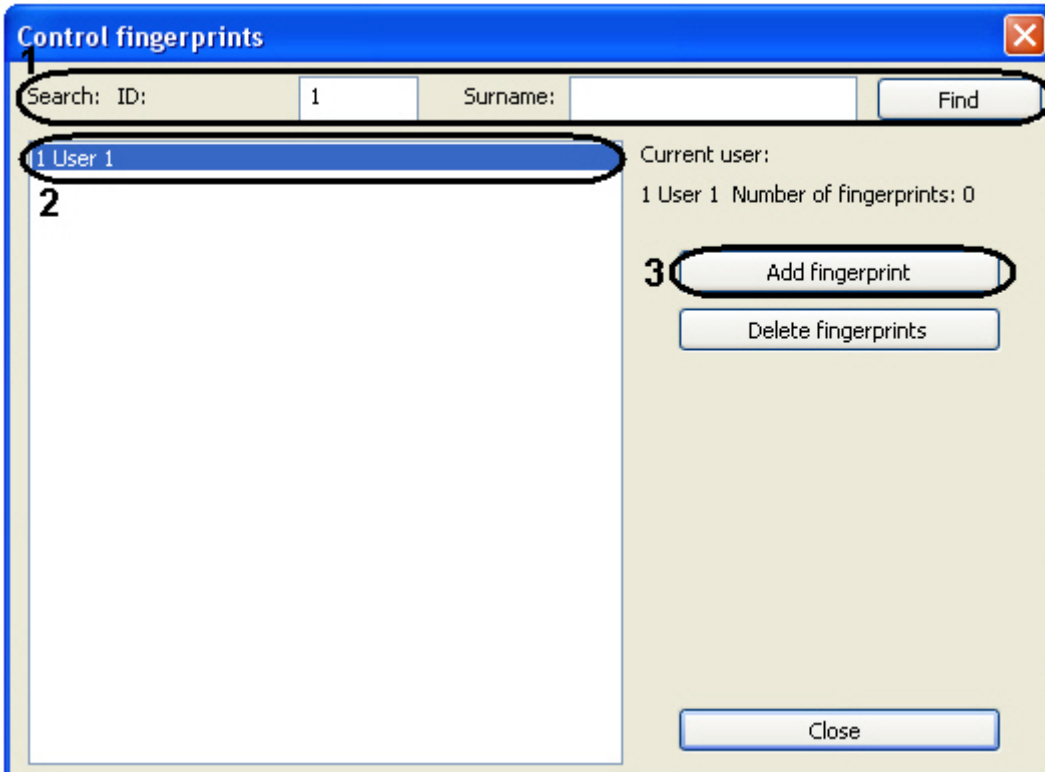 Control fingerprints
1
Search: ID: 1 Surname: Find
1 User 1
2
Current user:
1 User 1 Number of fingerprints: 0
3 Add fingerprint
Delete fingerprints
Close